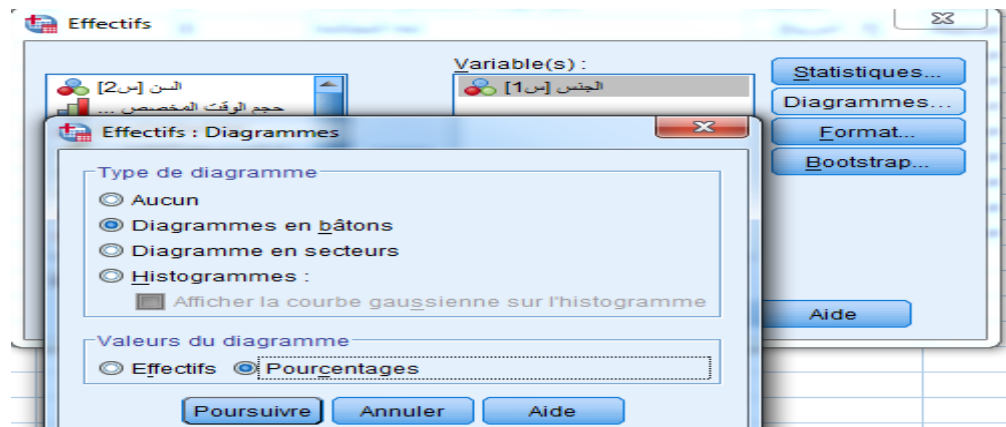 Effectifs
Variable(s) :
السن [س2]
حجم الوقت المخصص ...
الجنس [س1]
Statistiques...
Diagrammes...
Format...
Bootstrap...
Effectifs : Diagrammes
Type de diagramme
Aucun
Diagrammes en bâtons
Diagramme en secteurs
Histogrammes :
Afficher la courbe gaussienne sur l'histogramme
Valeurs du diagramme
Effectifs Pourcentages
Poursuivre Annuler Aide
Aide